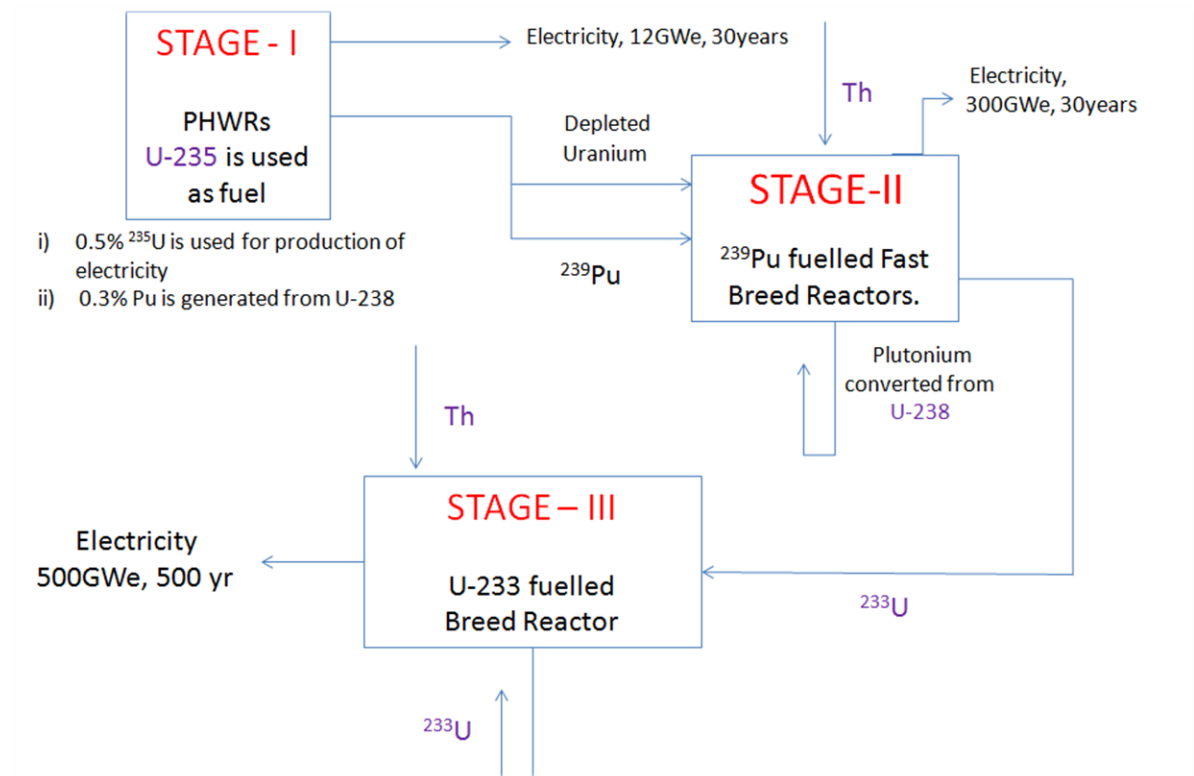 STAGE - I
PHWRs
U-235 is used
as fuel
Electricity, 12GWe, 30years
Th
Electricity,
300GWe, 30years
Depleted
Uranium
²³⁹Pu
i) 0.5% ²³⁵U is used for production of
electricity
ii) 0.3% Pu is generated from U-238
STAGE-II
²³⁹Pu fuelled Fast
Breed Reactors.
Plutonium
converted from
U-238
Th
STAGE – III
U-233 fuelled
Breed Reactor
Electricity
500GWe, 500 yr
²³³U
²³³U